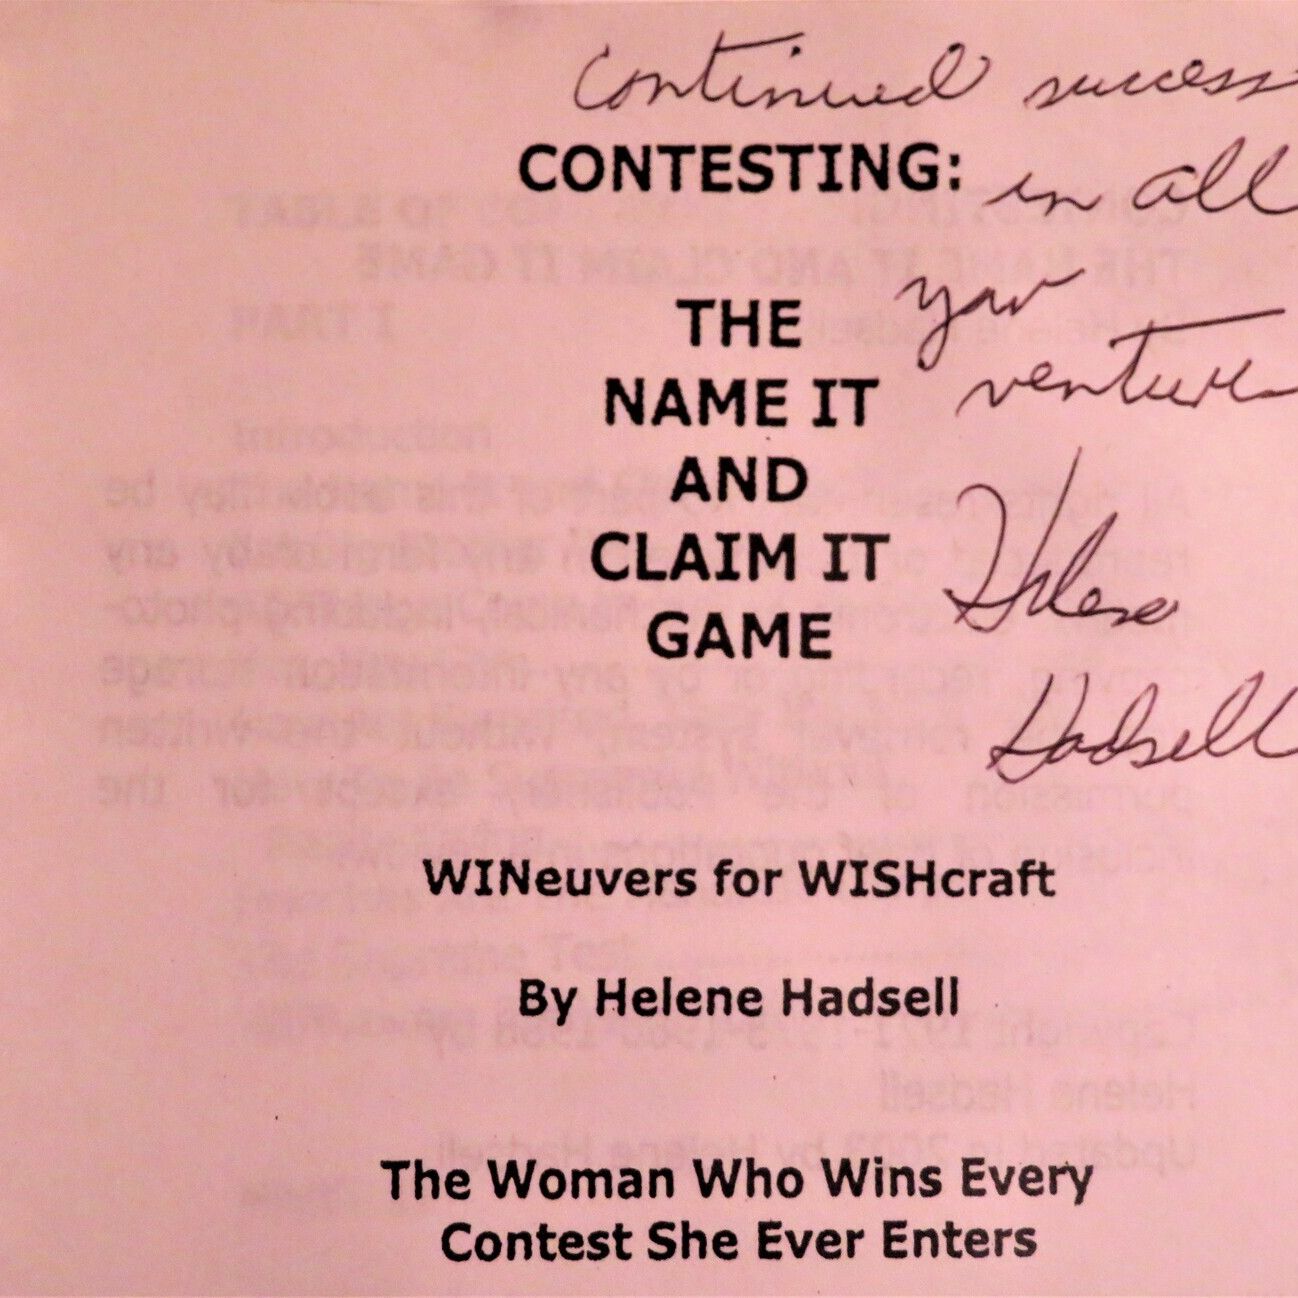 Continued success
CONTESTING:
in all
your
THE
ventures
NAME IT
AND
CLAIM IT
Helene
GAME
Hadsell
WINeuvers for WISHcraft
By Helene Hadsell
The Woman Who Wins Every
Contest She Ever Enters